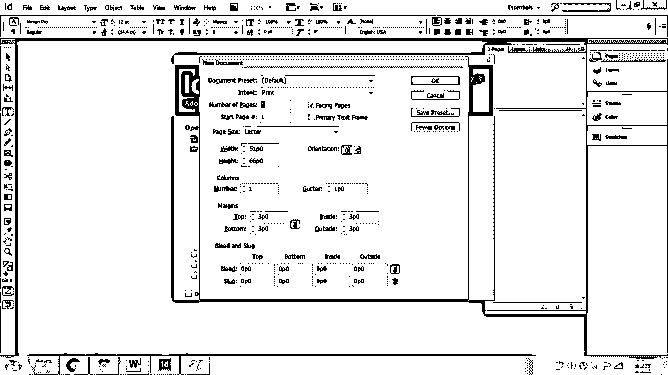 Id File Edit Layout Type Object Table View Window Help
Essentials
Regular
English: USA
New Document
Document Preset: [Default]
Intent: Print
Number of Pages:
Facing Pages
Start Page #: 1
Primary Text Frame
Page Size: Letter
Width: 51p0
Orientation:
Height: 66p0
Columns
Number: 1
Gutter: 1p0
Margins
Top: 3p0
Inside: 3p0
Bottom: 3p0
Outside: 3p0
Bleed and Slug
Top Bottom Inside Outside
Bleed: 0p0 0p0 0p0 0p0
Slug: 0p0 0p0 0p0 0p0
OK
Cancel
Save Preset...
Fewer Options
Ado
Ope
Pages
Layers
Links
Stroke
Color
Swatches